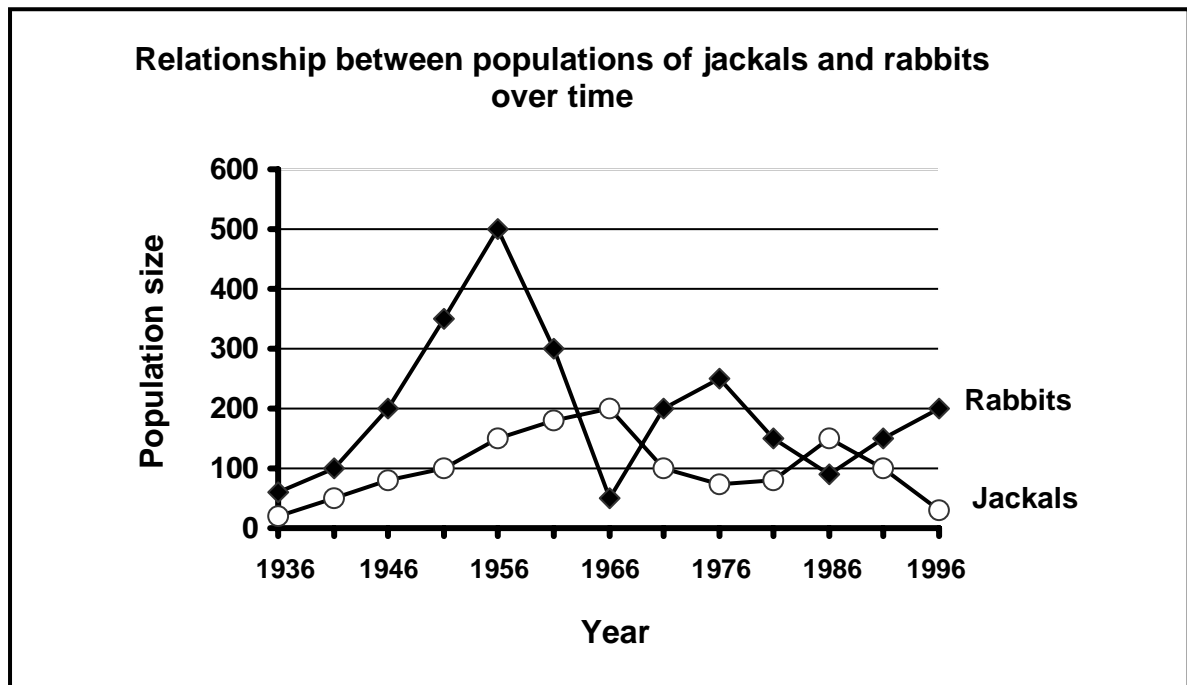 Relationship between populations of jackals and rabbits
over time
600
500
400
300
200
100
0
Population size
Rabbits
Jackals
1936 1946 1956 1966 1976 1986 1996
Year